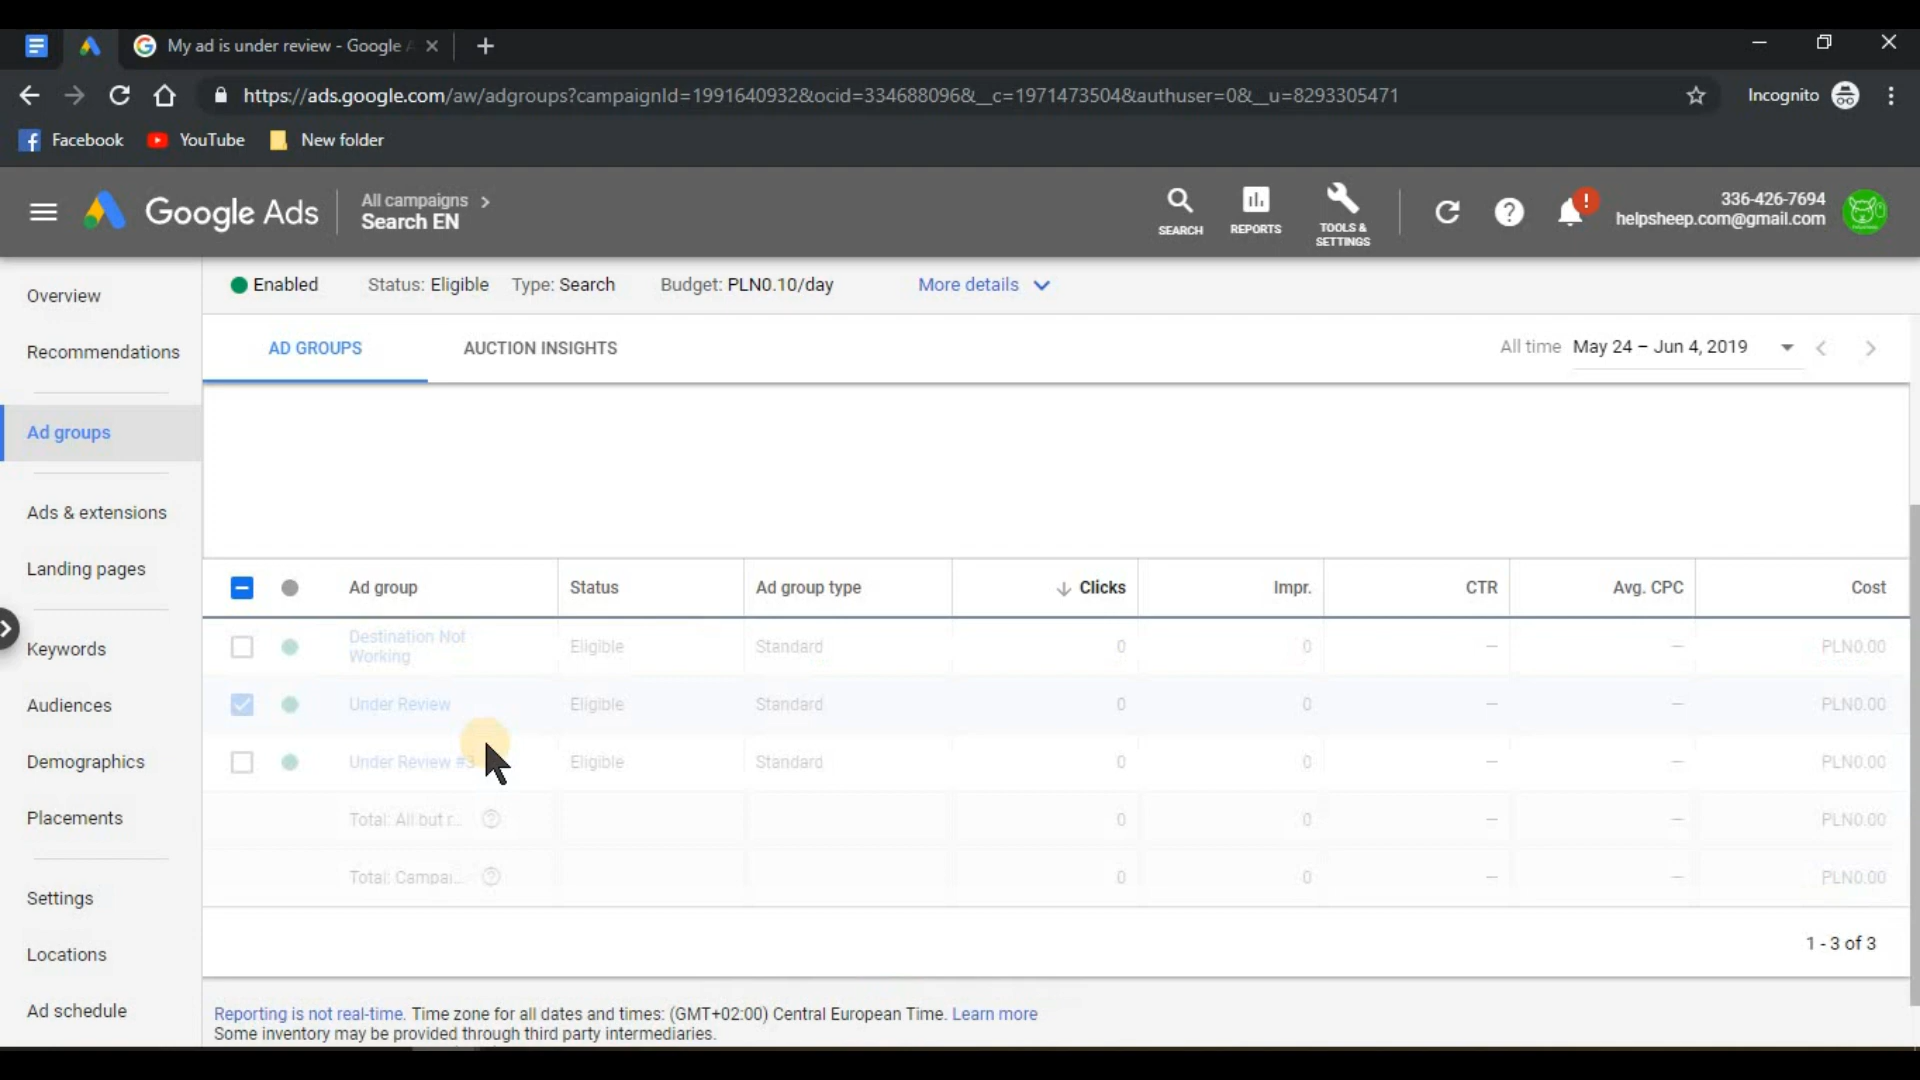 My ad is under review - Google
https://ads.google.com/aw/adgroups?campaignId=1991640932&ocid=334688096&__c=1971473504&authuser=0&__u=8293305471
Incognito
Facebook
YouTube
New folder
Google Ads
All campaigns
Search EN
SEARCH
REPORTS
TOOLS &
SETTINGS
!
336-426-7694
helpsheep.com@gmail.com
Enabled
Status: Eligible
Type: Search
Budget: PLN0.10/day
More details
AD GROUPS
AUCTION INSIGHTS
All time
May 24 – Jun 4, 2019
Overview
Recommendations
Ad groups
Ads & extensions
Landing pages
Keywords
Audiences
Demographics
Placements
Settings
Locations
Ad schedule
Ad group Status Ad group type Clicks Impr. CTR Avg. CPC Cost
Destination Not
Working
Eligible Standard 0 0 — — PLN0.00
Under Review Eligible Standard 0 0 — — PLN0.00
Under Review #3 Eligible Standard 0 0 — — PLN0.00
Total: All but r... 0 0 — — PLN0.00
Total: Campai... 0 0 — — PLN0.00
1 - 3 of 3
Reporting is not real-time. Time zone for all dates and times: (GMT+02:00) Central European Time. Learn more
Some inventory may be provided through third party intermediaries.